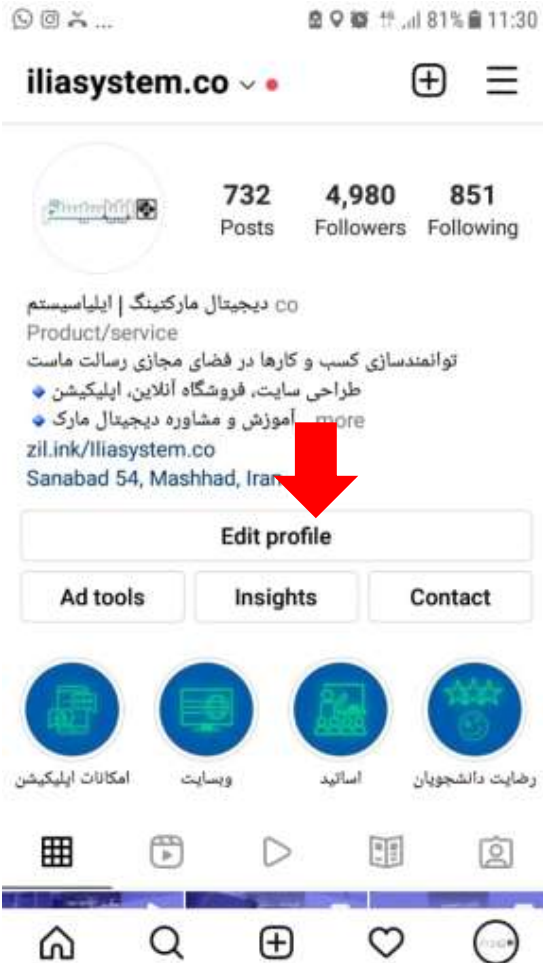 81% 11:30
iliasystem.co
732 4,980 851
Posts Followers Following
co دیجیتال مارکتینگ | ایلیاسیستم
Product/service
توانمندسازی کسب و کارها در فضای مجازی رسالت ماست
طراحی سایت، فروشگاه آنلاین، اپلیکیشن
آموزش و مشاوره دیجیتال مارک... more
zil.ink/Iliasystem.co
Sanabad 54, Mashhad, Iran
Edit profile
Ad tools Insights Contact
امکانات اپلیکیشن وبسایت اساتید رضایت دانشجویان